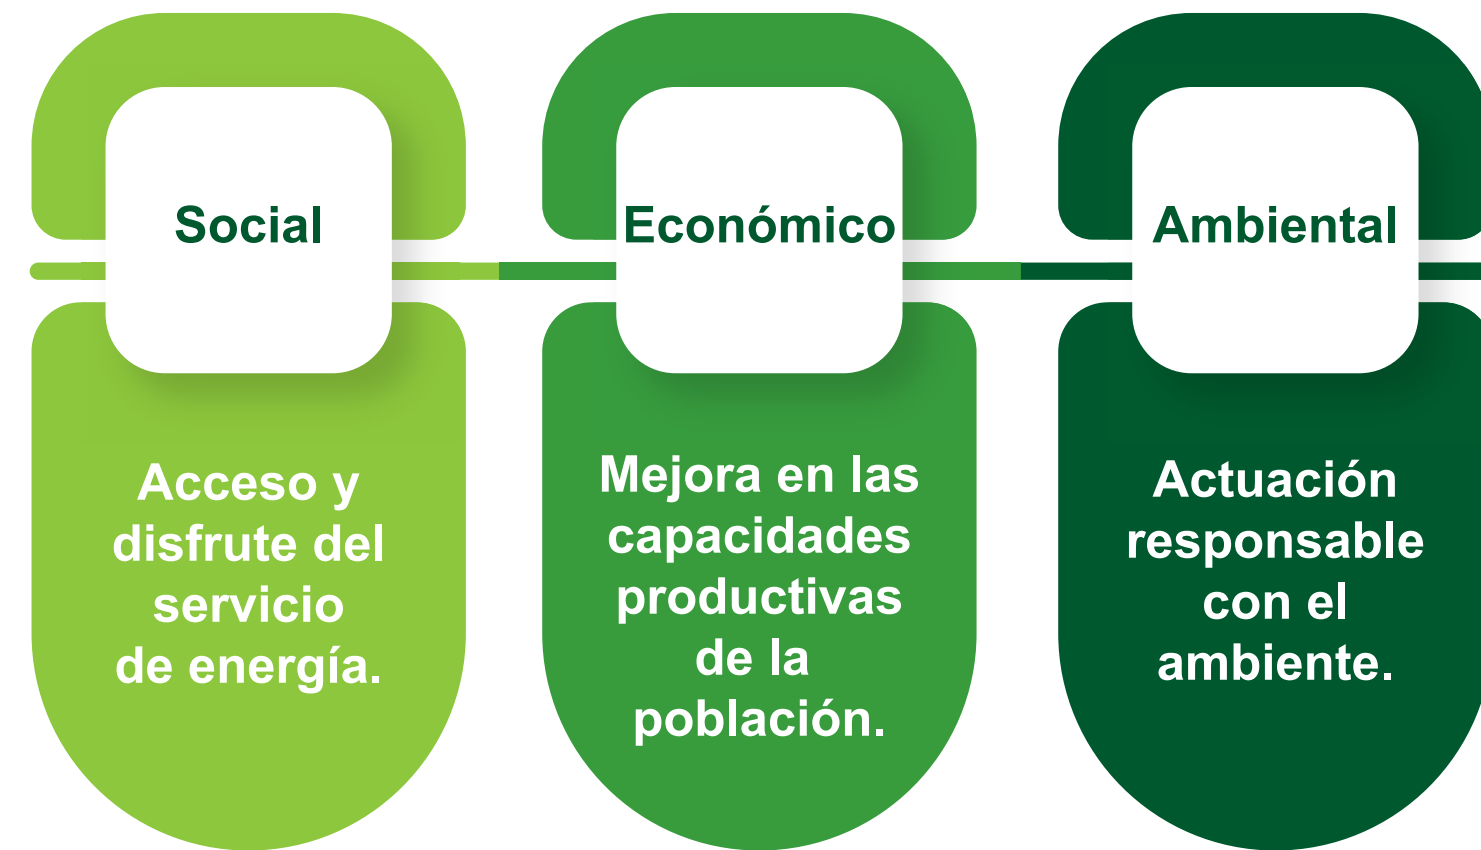 Social
Acceso y
disfrute del
servicio
de energía.
Económico
Mejora en las
capacidades
productivas
de la
población.
Ambiental
Actuación
responsable
con el
ambiente.